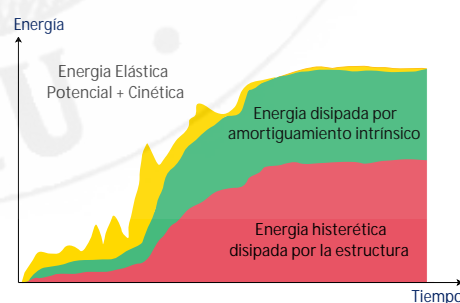 Energía
Energia Elástica
Potencial + Cinética
Energia disipada por
amortiguamiento intrínsico
Energia histerética
disipada por la estructura
Tiempo